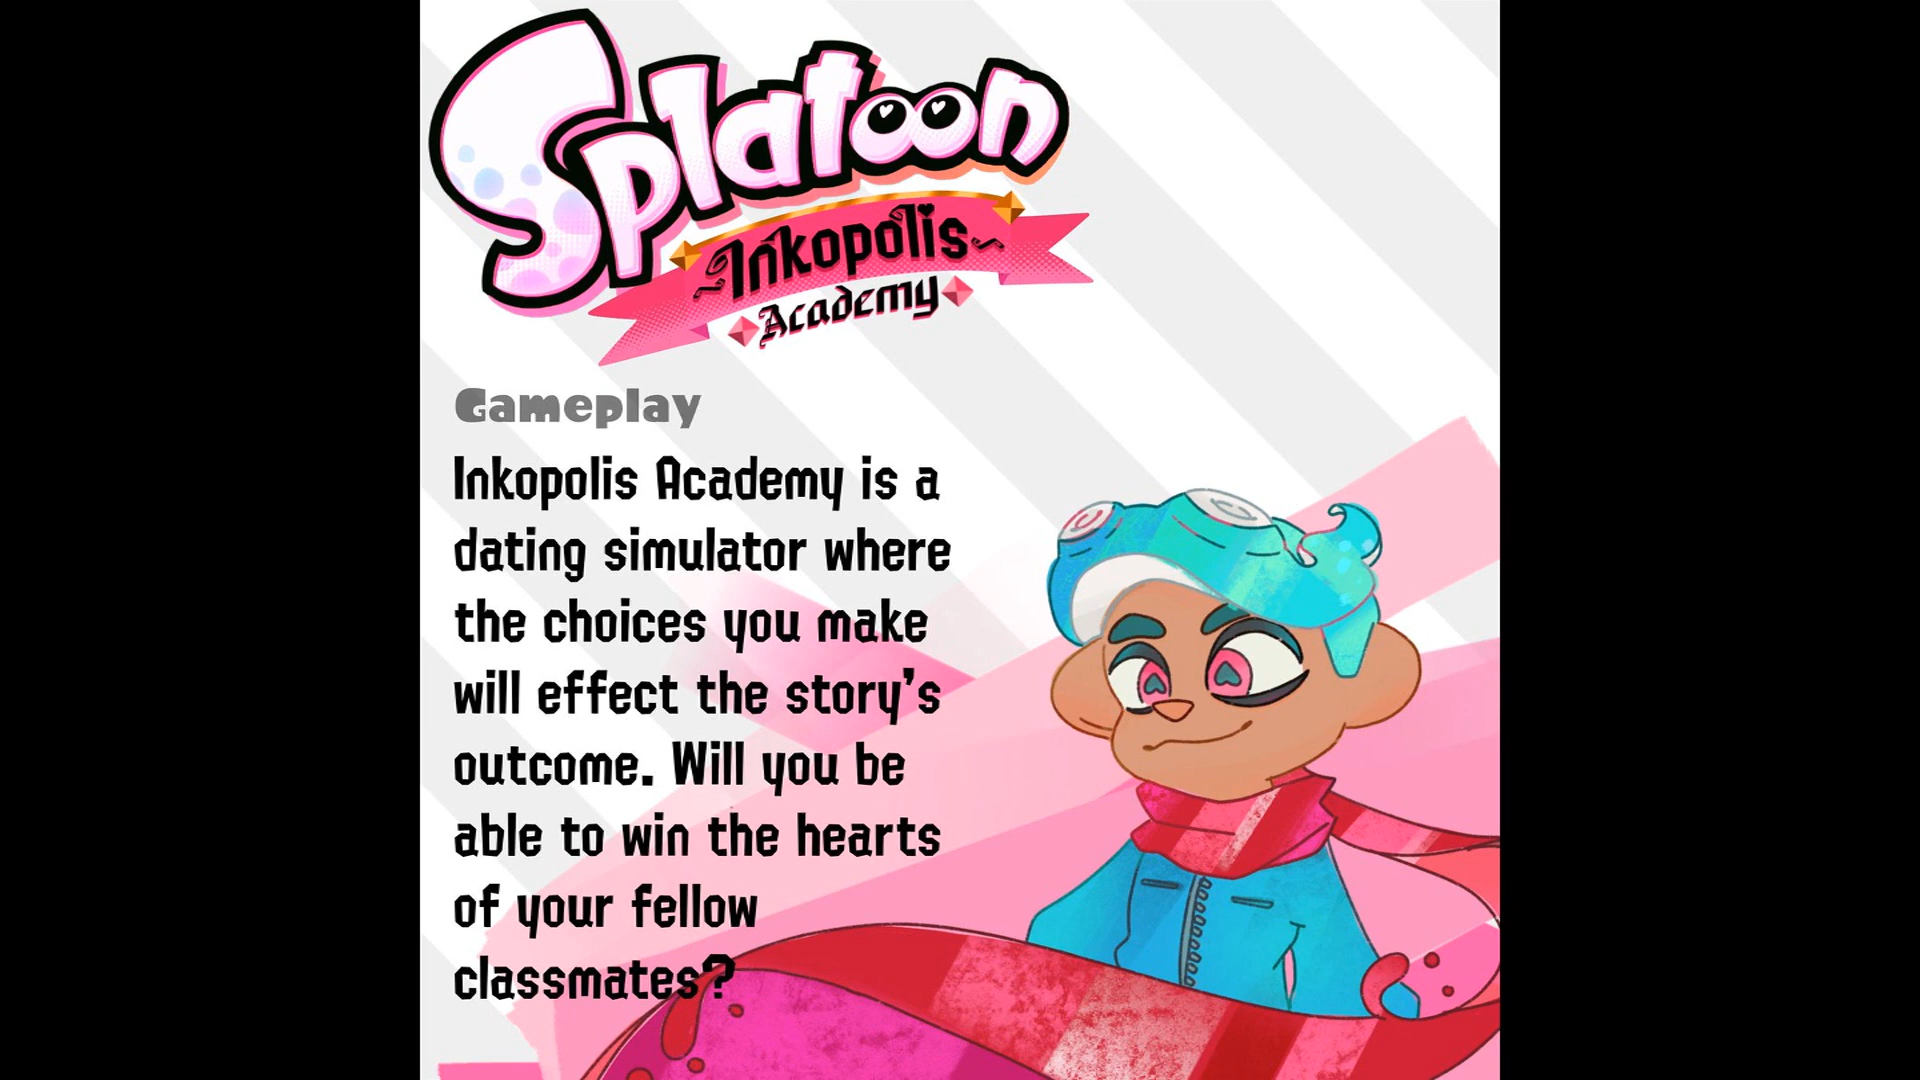 Splatoon
Inkopolis
Academy
Gameplay
Inkopolis Academy is a
dating simulator where
the choices you make
will effect the story's
outcome. Will you be
able to win the hearts
of your fellow
classmates?